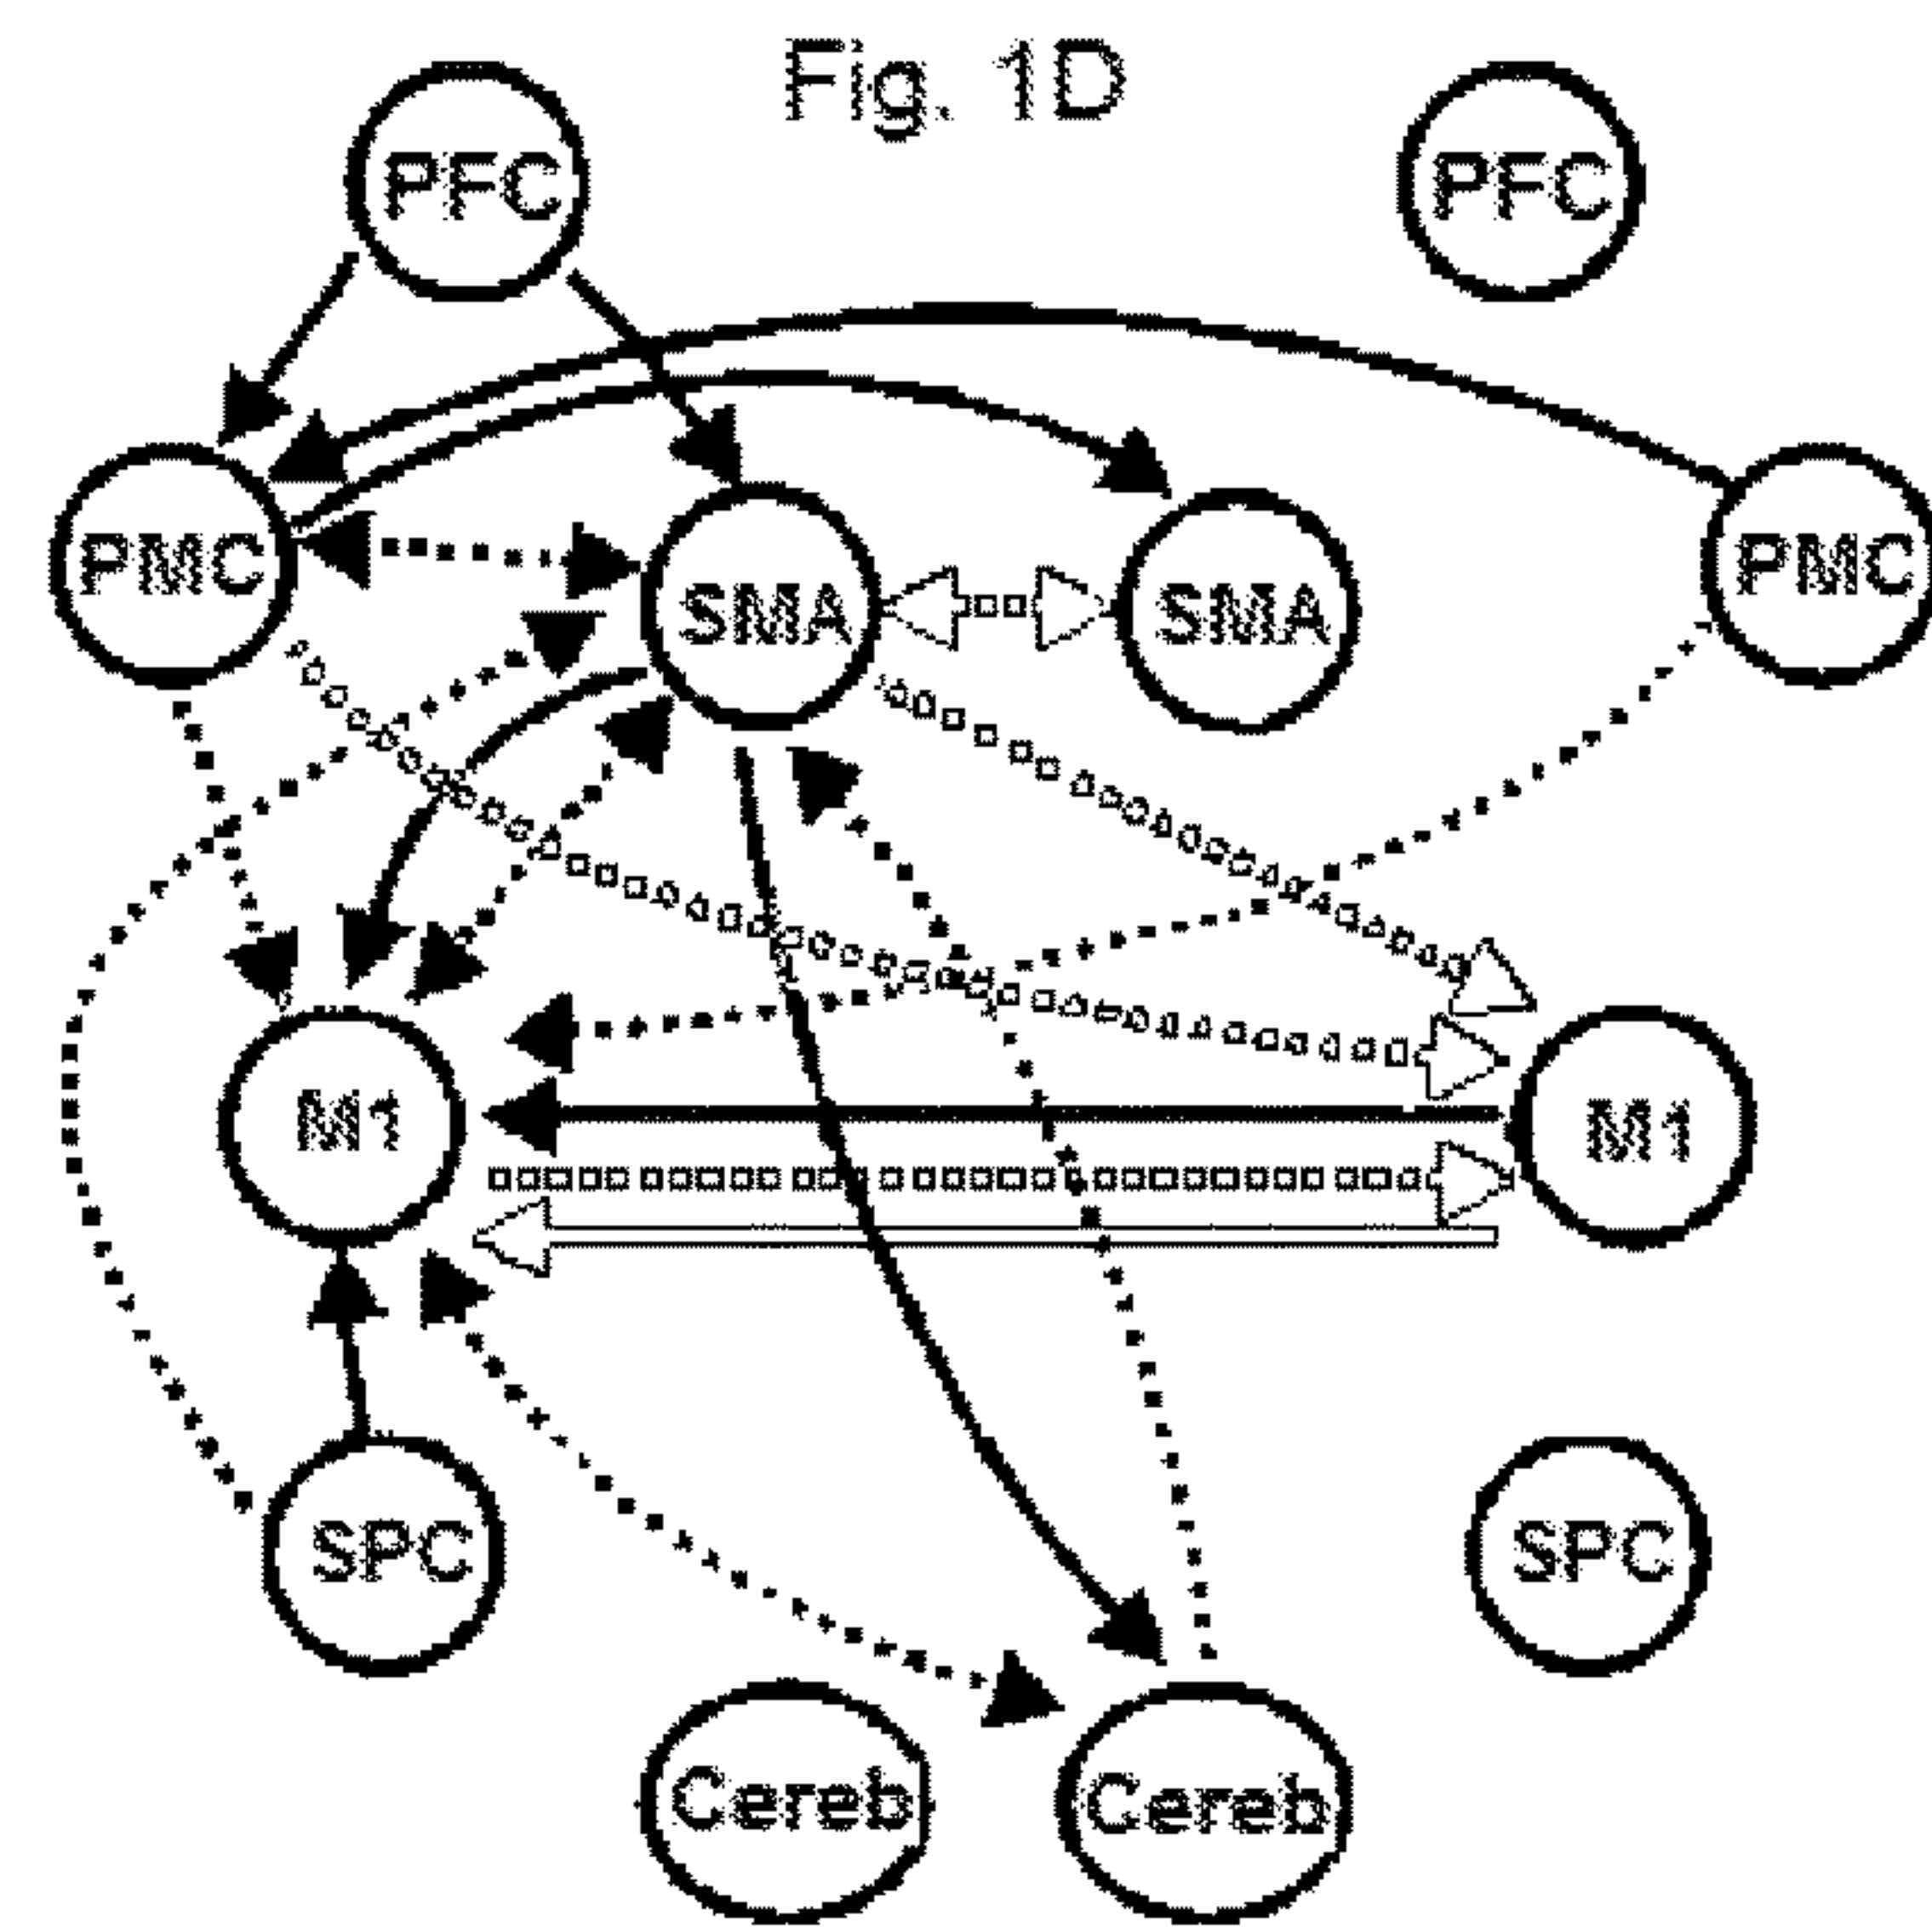 Fig. 1D
PFC
PFC
PMC
SMA
SMA
PMC
M1
M1
SPC
SPC
Cereb
Cereb